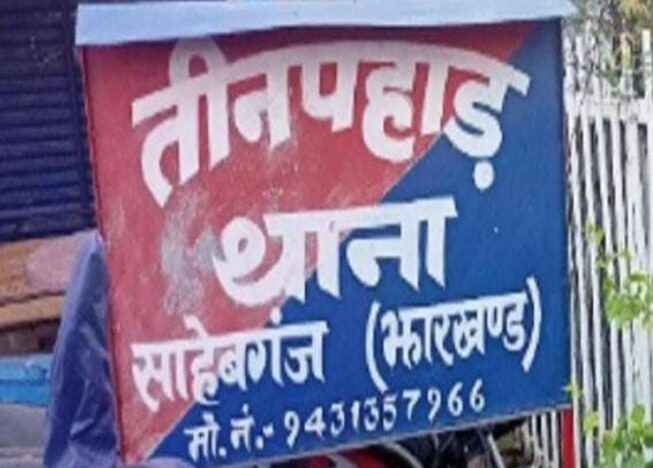 तीनपहाड़
थाना
साहेबगंज (झारखण्ड)
मो.नं.- 9431357966